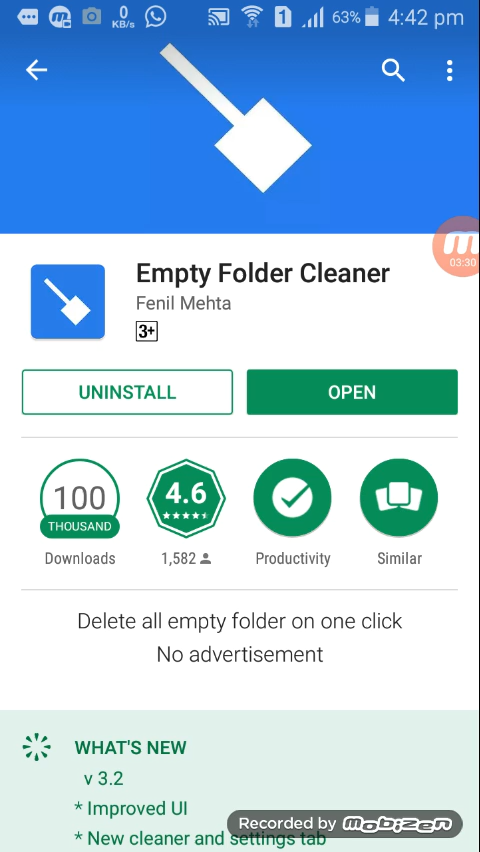 0
KB/s
1
63%
4:42 pm
03:30
Empty Folder Cleaner
Fenil Mehta
3+
UNINSTALL
OPEN
100
THOUSAND
Downloads
4.6
1,582
Productivity
Similar
Delete all empty folder on one click
No advertisement
WHAT'S NEW
v 3.2
* Improved UI
* New cleaner and settings tab
Recorded by mobizen